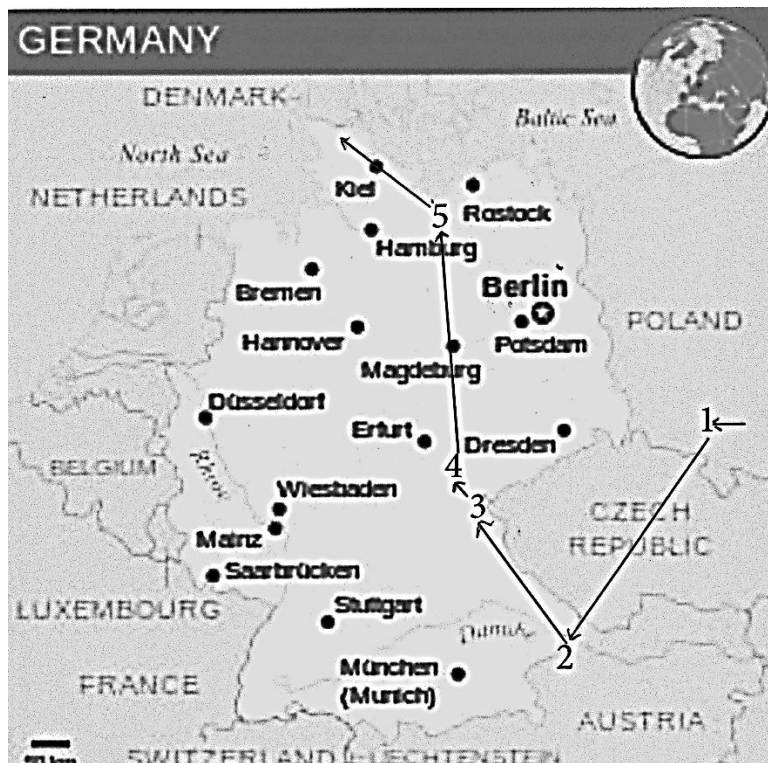 GERMANY
DENMARK
Baltic Sea
North Sea
NETHERLANDS
Kiel
5
Rostock
Hamburg
Bremen
Berlin
Hannover
Potsdam
POLAND
Magdeburg
Düsseldorf
1
Erfurt
Dresden
BELGIUM
Rhine
4
Wiesbaden
3
CZECH
REPUBLIC
Mainz
Saarbrücken
LUXEMBOURG
Stuttgart
2
München
(Munich)
FRANCE
AUSTRIA
SWITZERLAND
LIECHTENSTEIN